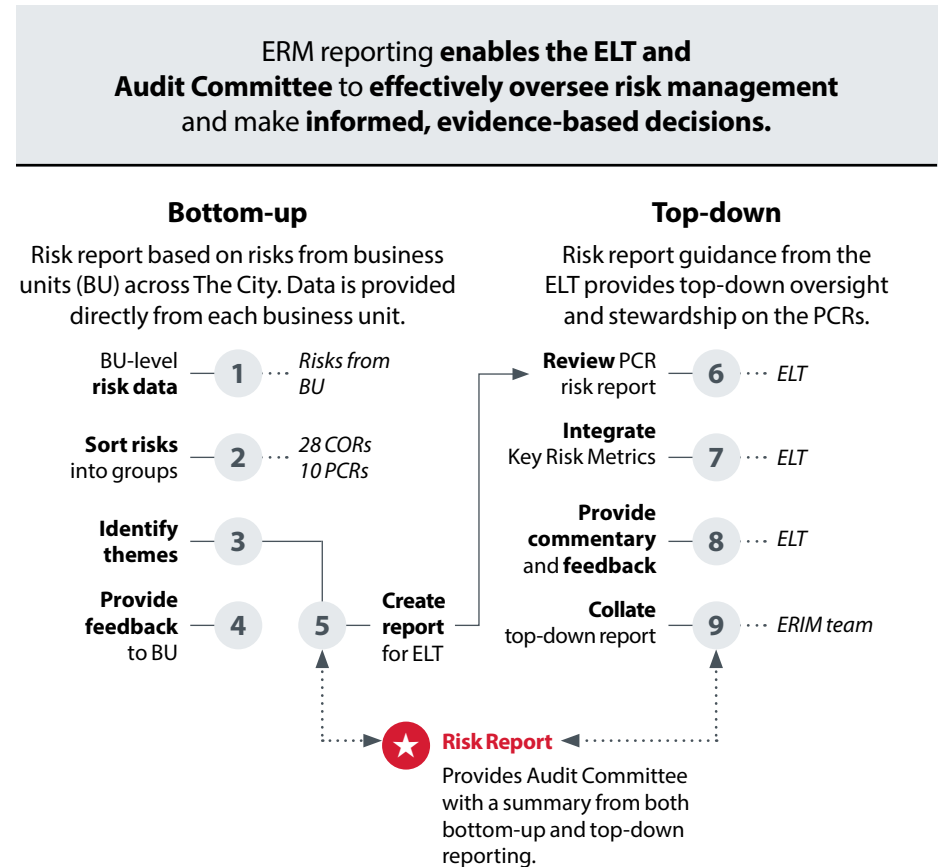 ERM reporting enables the ELT and
Audit Committee to effectively oversee risk management
and make informed, evidence-based decisions.
Bottom-up
Risk report based on risks from business
units (BU) across The City. Data is provided
directly from each business unit.
BU-level
risk data
1
Risks from
BU
Sort risks
into groups
2
28 CORs
10 PCRs
Identify
themes
3
Provide
feedback
to BU
4
5
Create
report
for ELT
Top-down
Risk report guidance from the
ELT provides top-down oversight
and stewardship on the PCRs.
Review PCR
risk report
6
ELT
Integrate
Key Risk Metrics
7
ELT
Provide
commentary
and feedback
8
ELT
Collate
top-down report
9
ERIM team
Risk Report
Provides Audit Committee
with a summary from both
bottom-up and top-down
reporting.